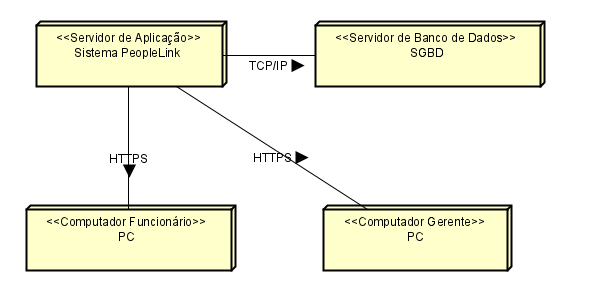 <<Servidor de Aplicação>>
Sistema PeopleLink
<<Servidor de Banco de Dados>>
SGBD
TCP/IP
HTTPS
HTTPS
<<Computador Funcionário>>
PC
<<Computador Gerente>>
PC